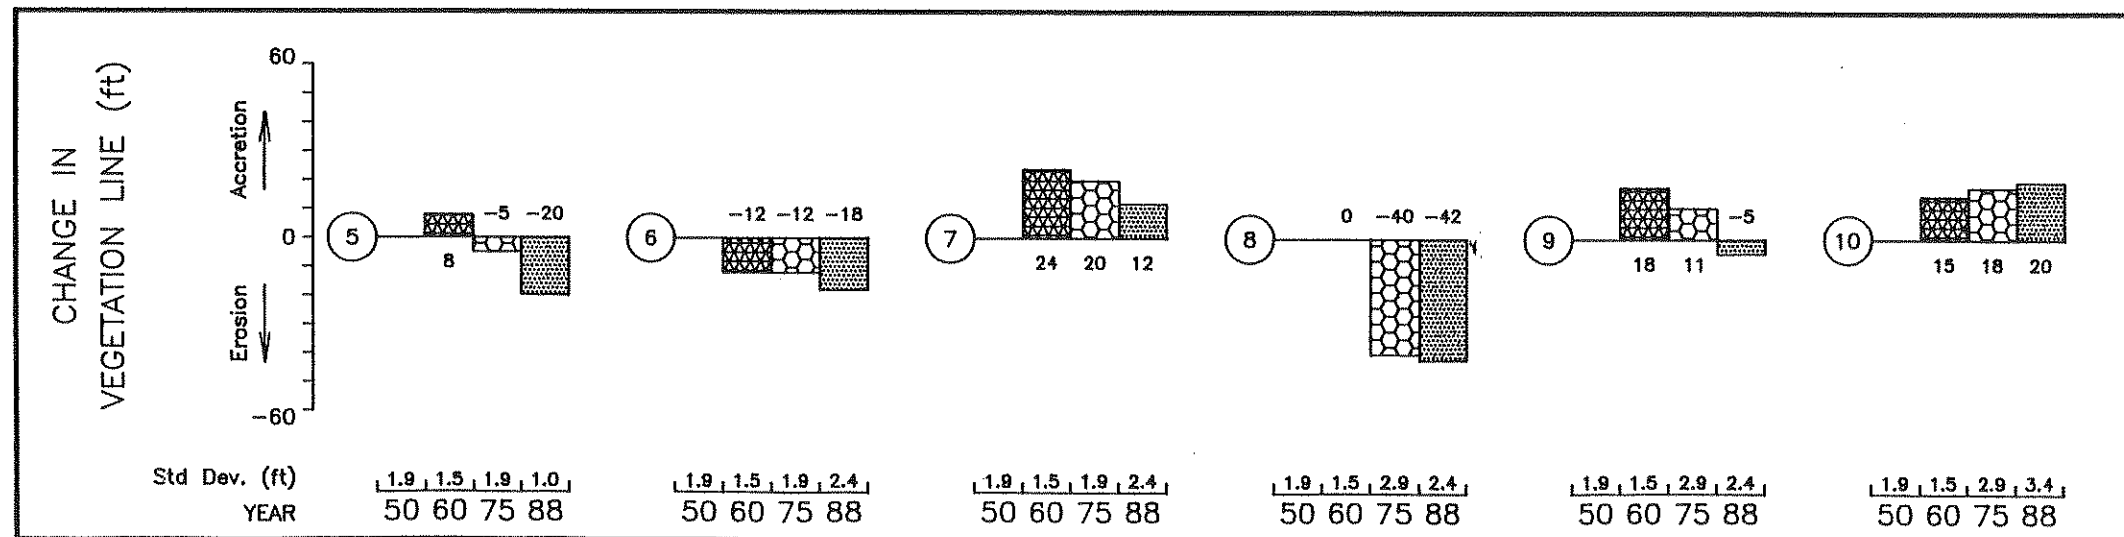 CHANGE IN
VEGETATION LINE (ft)
60
Accretion
0
Erosion
-60
5
8
-5 -20
6
-12 -12 -18
7
24 20 12
8
0 -40 -42
9
18 11
-5
10
15 18 20
Std Dev. (ft)
1.9 1.5 1.9 1.0
1.9 1.5 1.9 2.4
1.9 1.5 1.9 2.4
1.9 1.5 2.9 2.4
1.9 1.5 2.9 2.4
1.9 1.5 2.9 3.4
YEAR
50 60 75 88
50 60 75 88
50 60 75 88
50 60 75 88
50 60 75 88
50 60 75 88